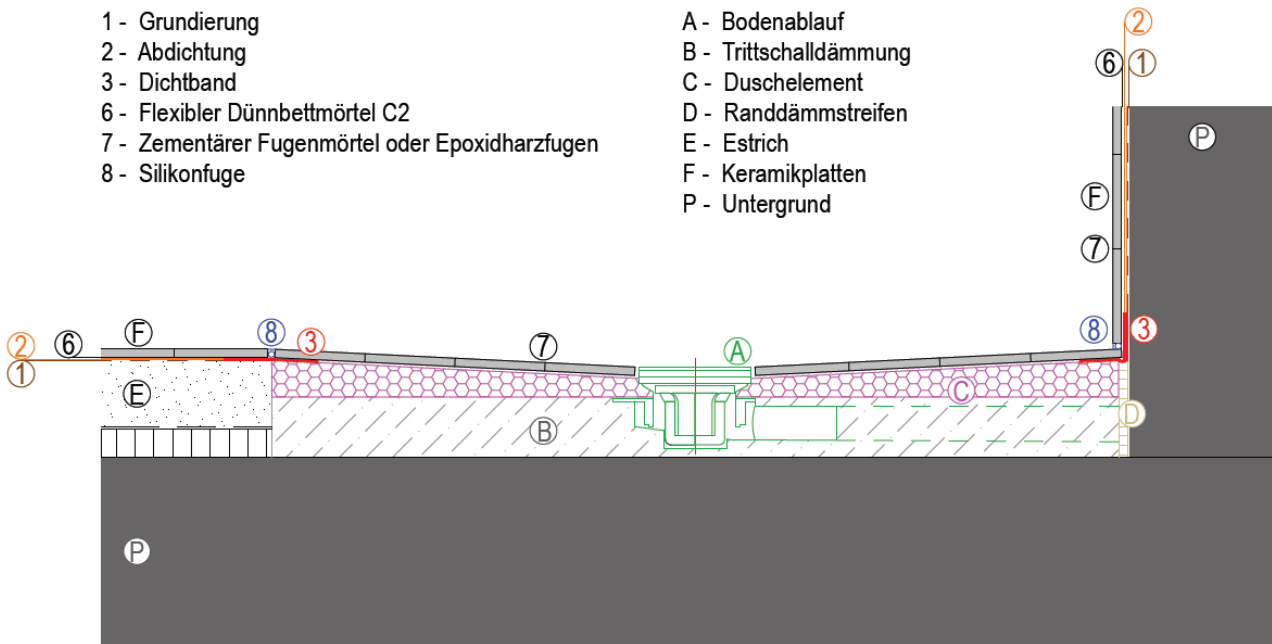 1 - Grundierung
2 - Abdichtung
3 - Dichtband
6 - Flexibler Dünnbettmörtel C2
7 - Zementärer Fugenmörtel oder Epoxidharzfugen
8 - Silikonfuge
A - Bodenablauf
B - Trittschalldämmung
C - Duschelement
D - Randdämmstreifen
E - Estrich
F - Keramikplatten
P - Untergrund
2
6 1
P
F
7
8 3
F 8 3 7 A
2 6
1
E C
B D
P